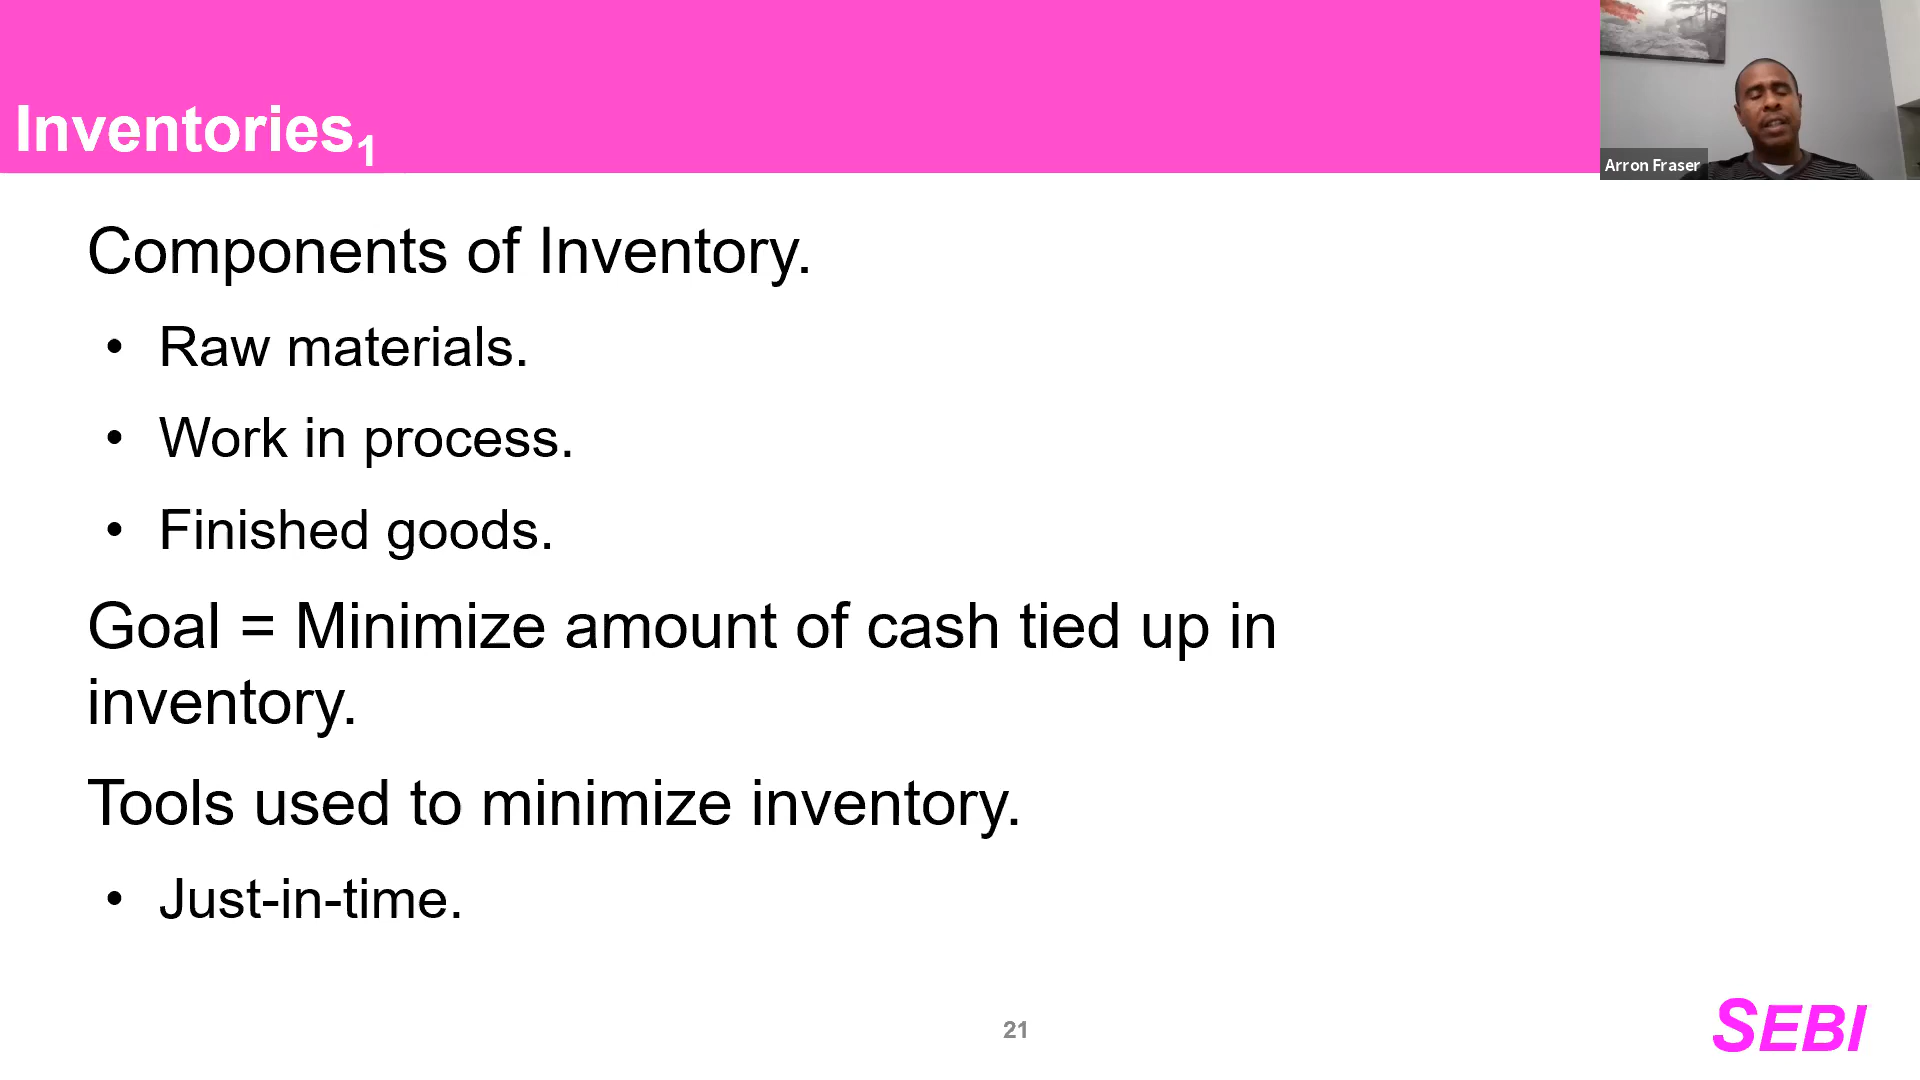 Inventories1
Arron Fraser
Components of Inventory.
• Raw materials.
• Work in process.
• Finished goods.
Goal = Minimize amount of cash tied up in
inventory.
Tools used to minimize inventory.
• Just-in-time.
21
SEBI